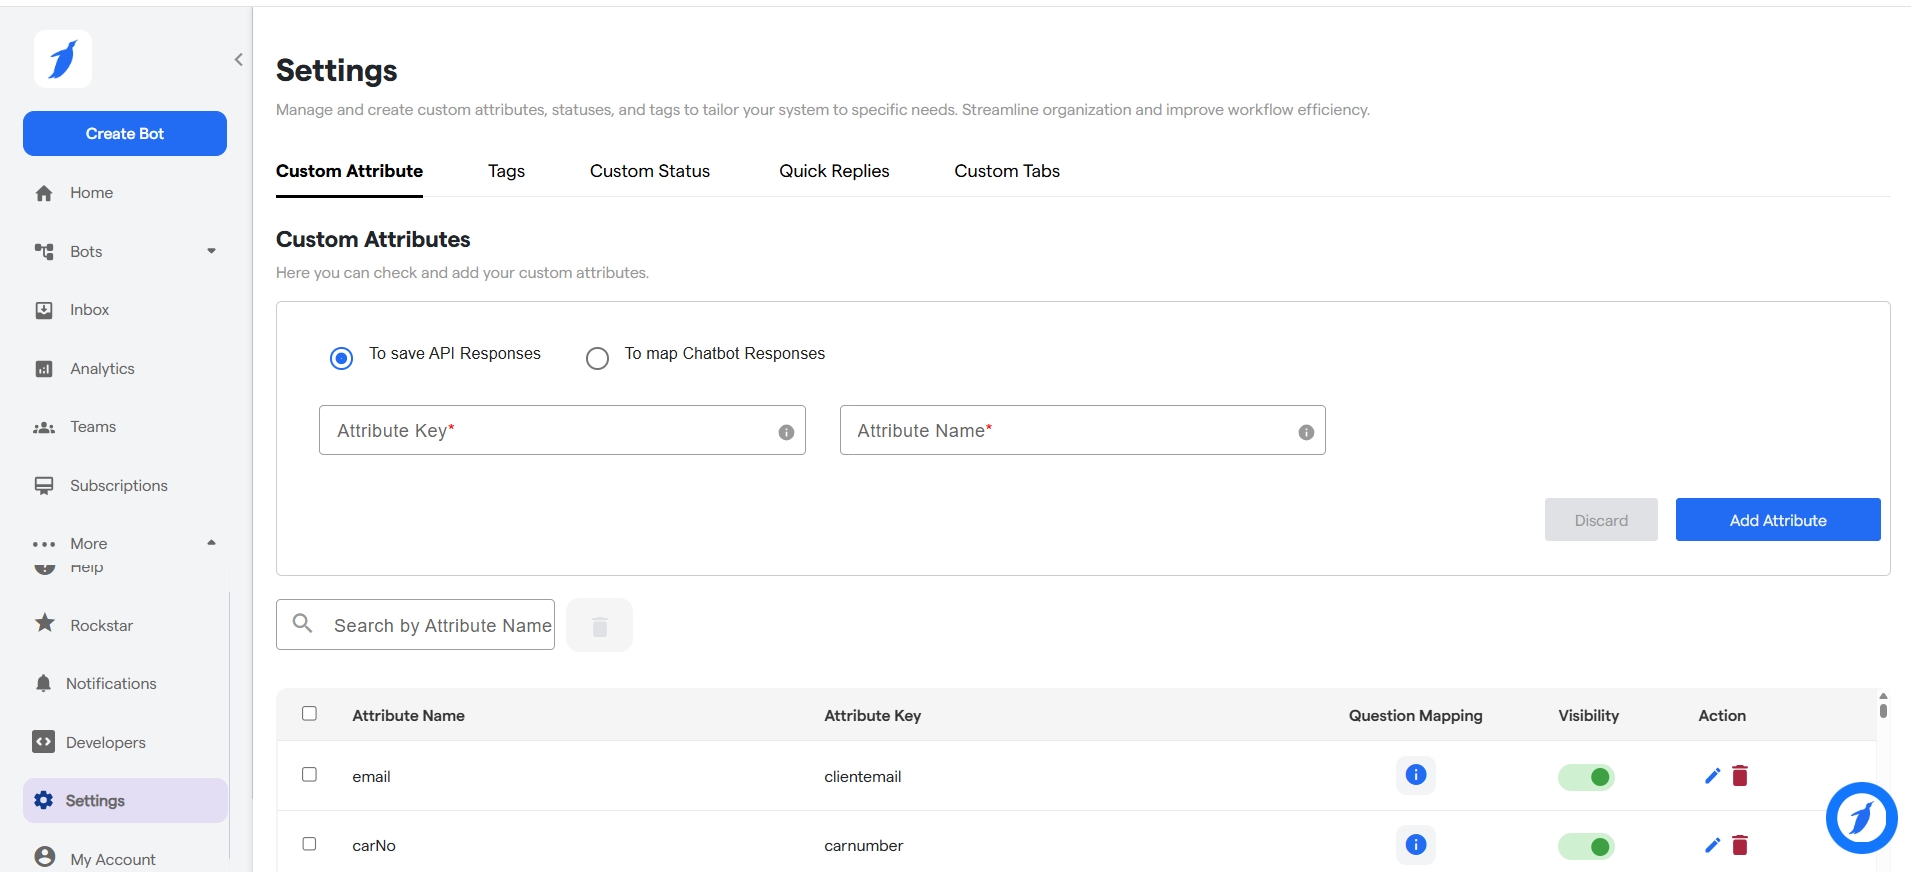 Create Bot
Home
Bots
Inbox
Analytics
Teams
Subscriptions
More
Help
Rockstar
Notifications
Developers
Settings
My Account
Settings
Manage and create custom attributes, statuses, and tags to tailor your system to specific needs. Streamline organization and improve workflow efficiency.
Custom Attribute Tags Custom Status Quick Replies Custom Tabs
Custom Attributes
Here you can check and add your custom attributes.
To save API Responses To map Chatbot Responses
Attribute Key* Attribute Name*
Discard Add Attribute
Search by Attribute Name
Attribute Name Attribute Key Question Mapping Visibility Action
email clientemail
carNo carnumber